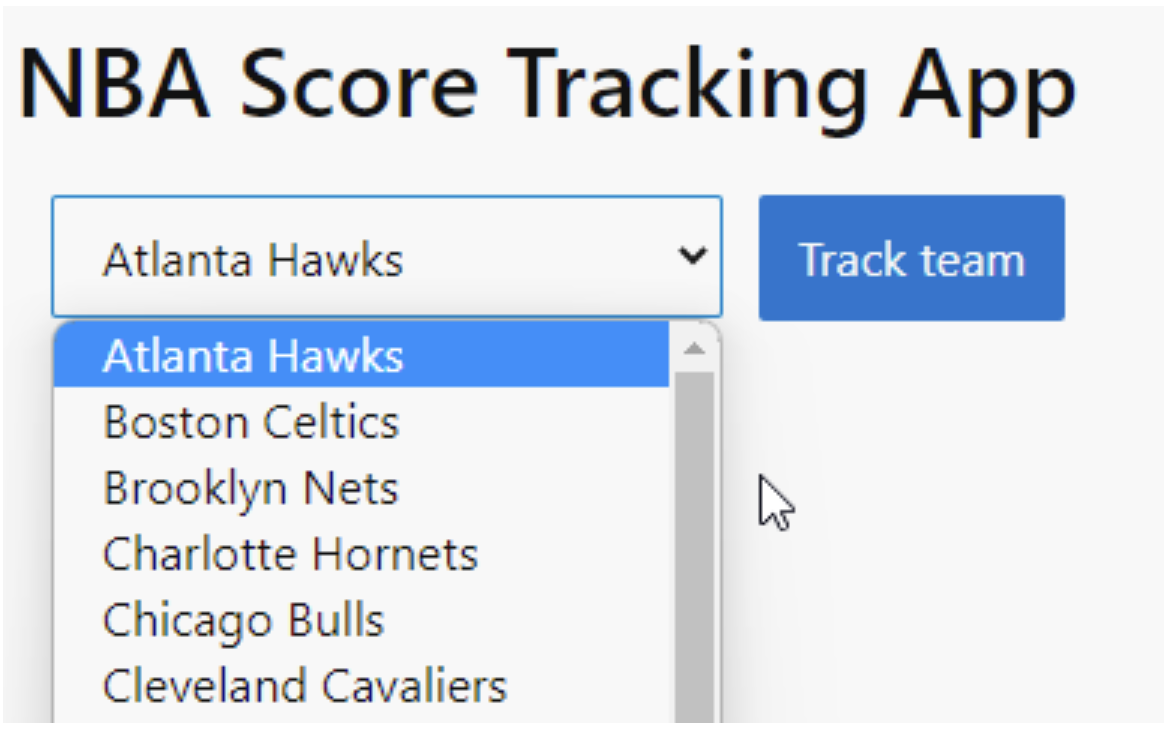 NBA Score Tracking App
Atlanta Hawks
Track team
Atlanta Hawks
Boston Celtics
Brooklyn Nets
Charlotte Hornets
Chicago Bulls
Cleveland Cavaliers